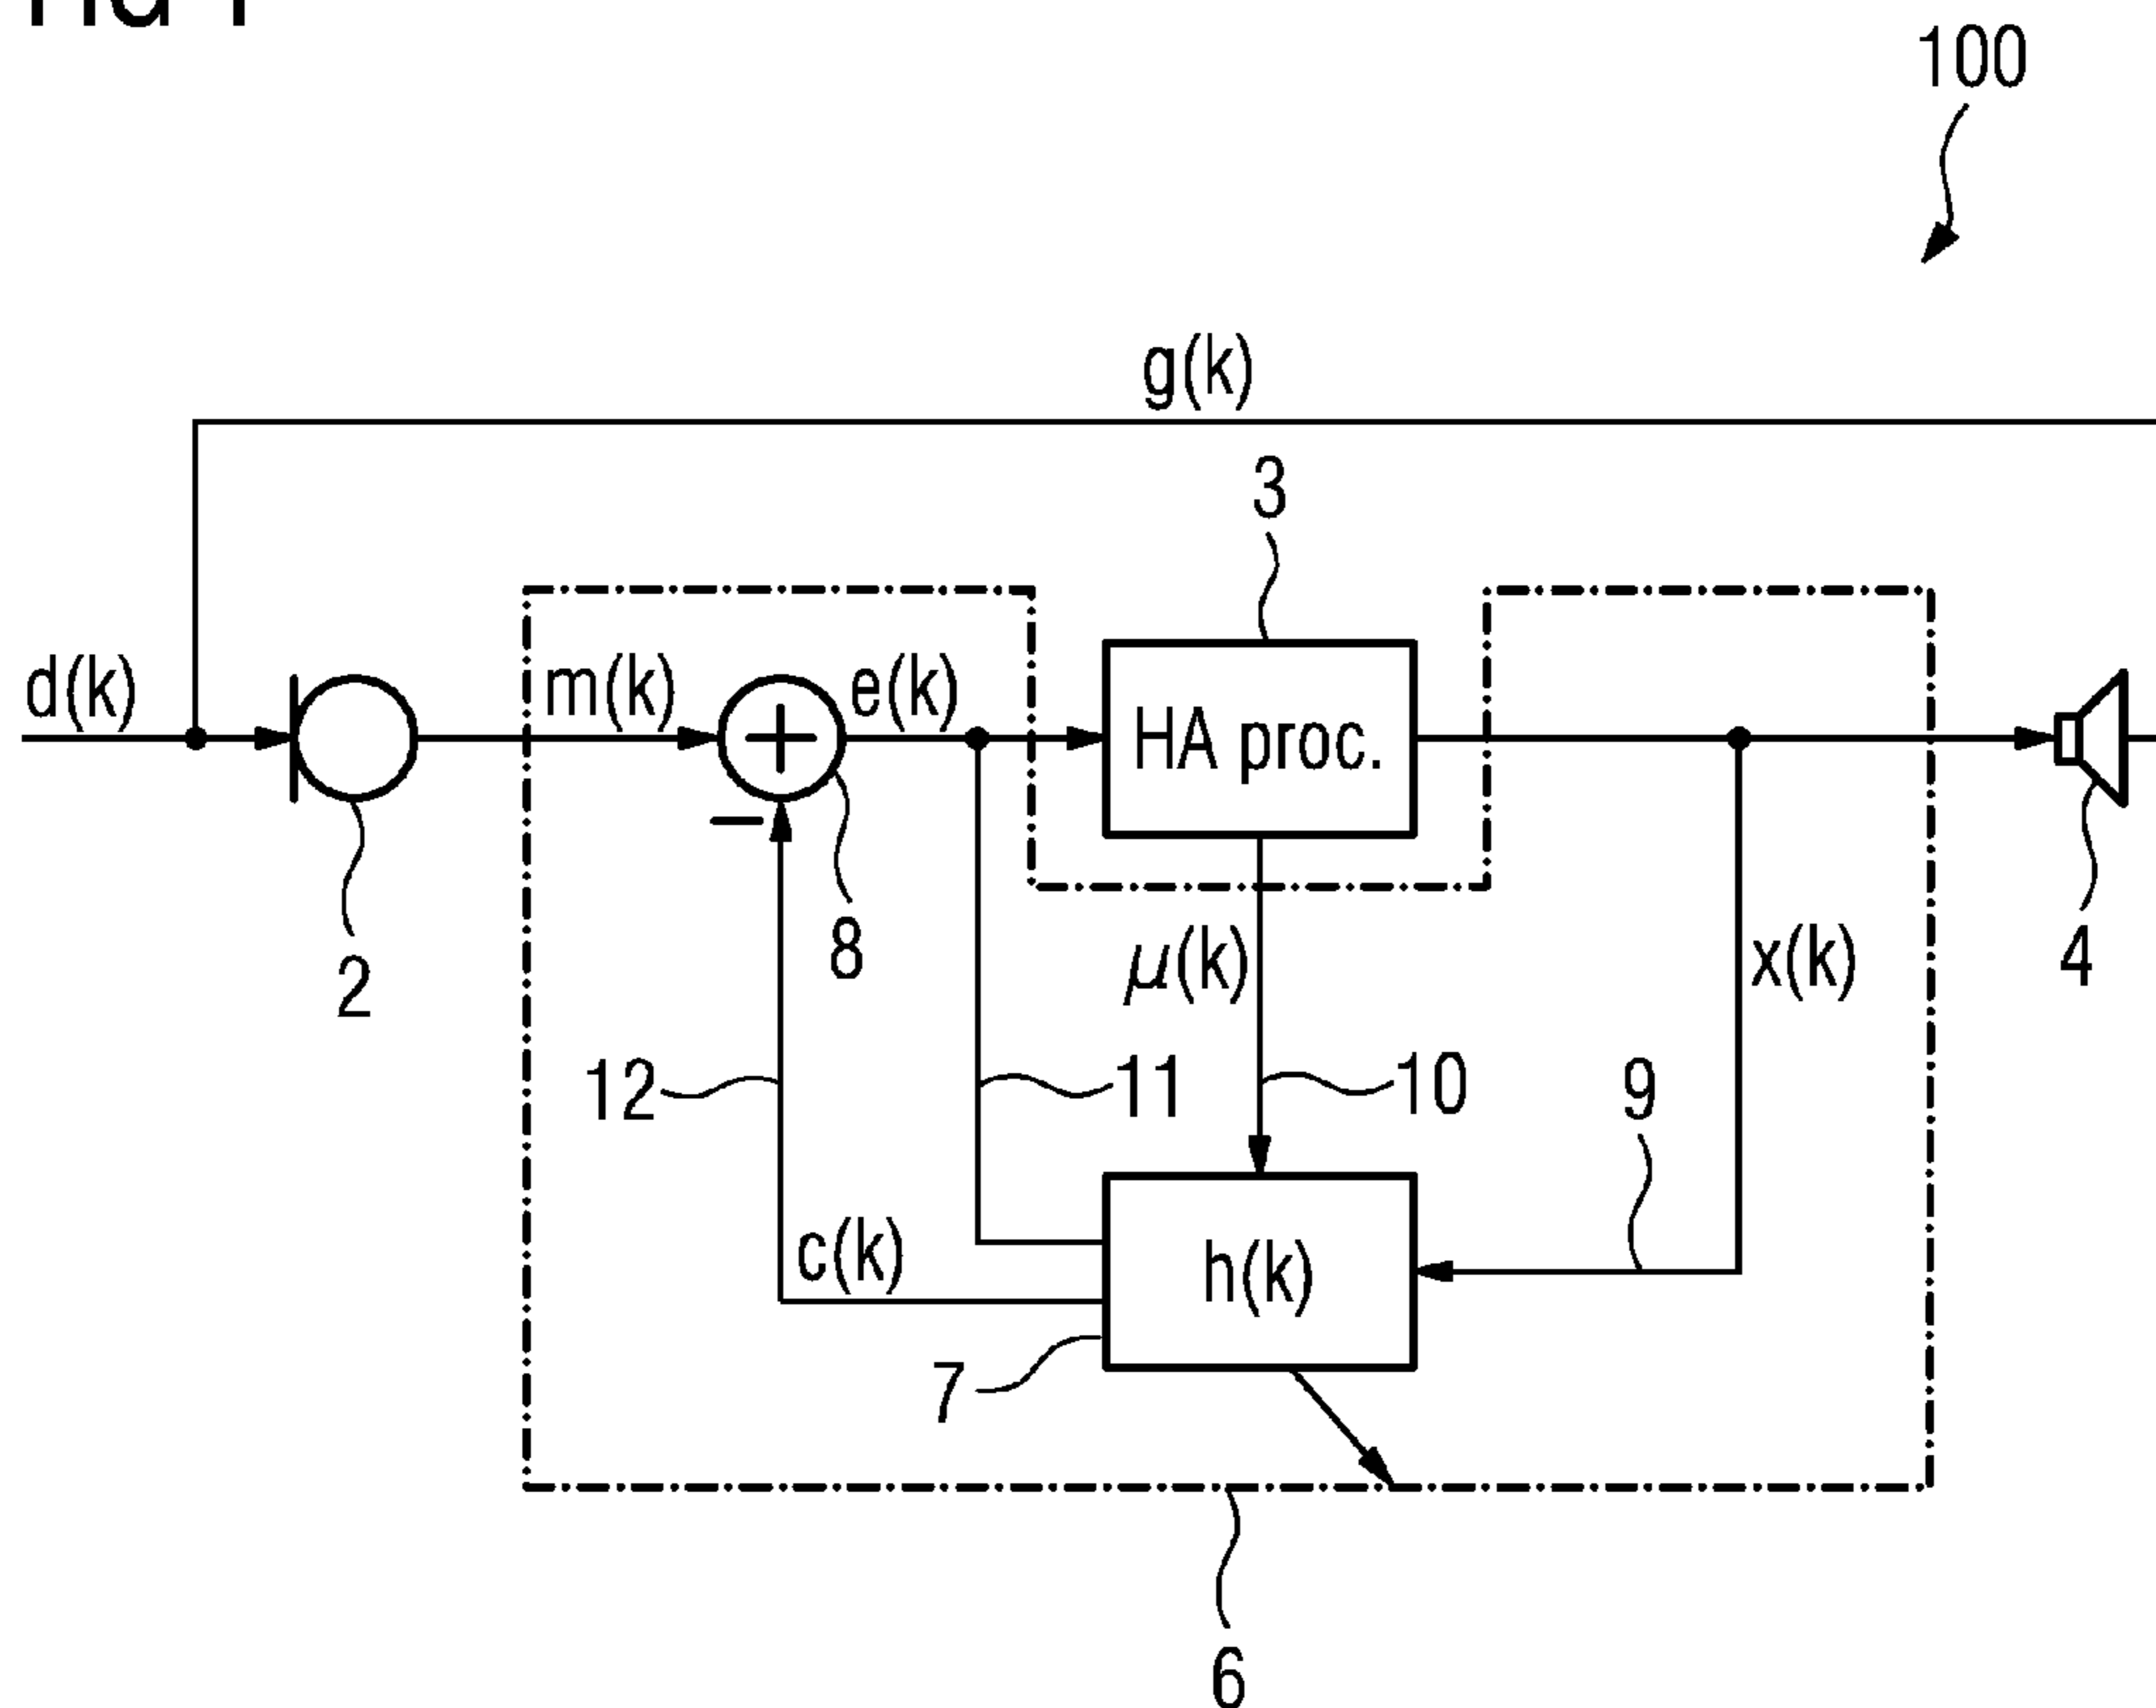 100
g(k)
3
d(k)
m(k)
e(k)
HA proc.
+
−
8
2
μ(k)
x(k)
4
12
11
10
9
c(k)
h(k)
7
6